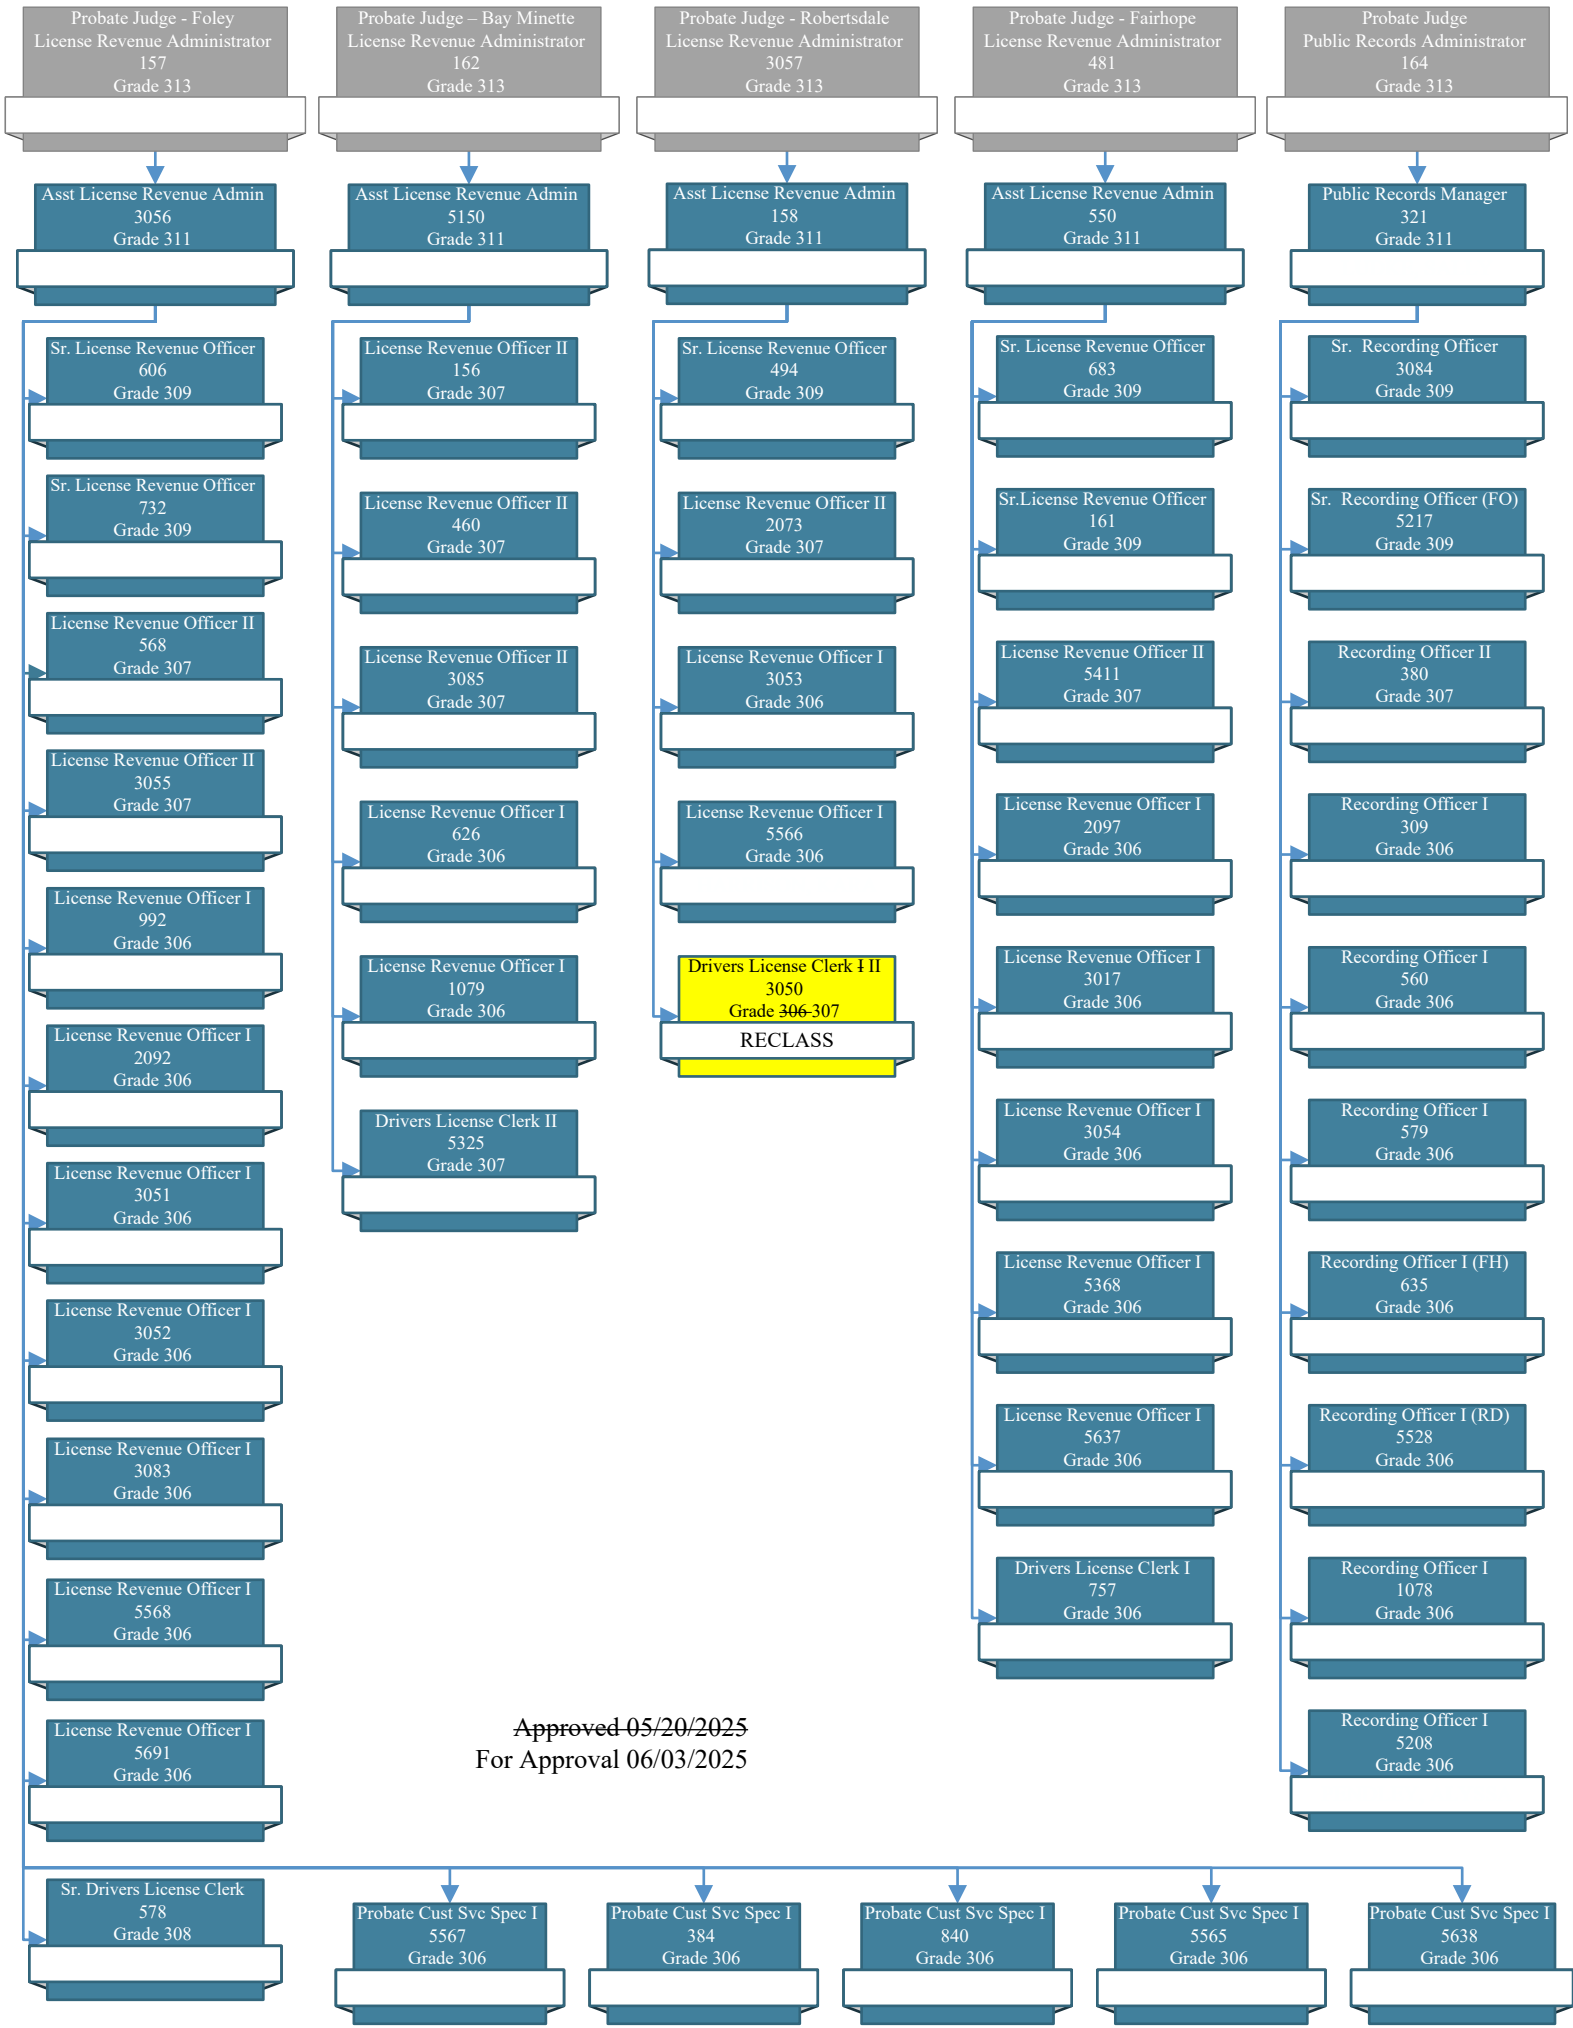 Probate Judge - Foley
License Revenue Administrator
157
Grade 313
Asst License Revenue Admin
3056
Grade 311
Sr. License Revenue Officer
606
Grade 309
Sr. License Revenue Officer
732
Grade 309
License Revenue Officer II
568
Grade 307
License Revenue Officer II
3055
Grade 307
License Revenue Officer I
992
Grade 306
License Revenue Officer I
2092
Grade 306
License Revenue Officer I
3051
Grade 306
License Revenue Officer I
3052
Grade 306
License Revenue Officer I
3083
Grade 306
License Revenue Officer I
5568
Grade 306
License Revenue Officer I
5691
Grade 306
Sr. Drivers License Clerk
578
Grade 308
Probate Cust Svc Spec I
5567
Grade 306
Probate Cust Svc Spec I
384
Grade 306
Probate Cust Svc Spec I
840
Grade 306
Probate Cust Svc Spec I
5565
Grade 306
Probate Cust Svc Spec I
5638
Grade 306
Probate Judge – Bay Minette
License Revenue Administrator
162
Grade 313
Asst License Revenue Admin
5150
Grade 311
License Revenue Officer II
156
Grade 307
License Revenue Officer II
460
Grade 307
License Revenue Officer II
3085
Grade 307
License Revenue Officer I
626
Grade 306
License Revenue Officer I
1079
Grade 306
Drivers License Clerk II
5325
Grade 307
Probate Judge - Robertsdale
License Revenue Administrator
3057
Grade 313
Asst License Revenue Admin
158
Grade 311
Sr. License Revenue Officer
494
Grade 309
License Revenue Officer II
2073
Grade 307
License Revenue Officer I
3053
Grade 306
License Revenue Officer I
5566
Grade 306
Drivers License Clerk I II
3050
Grade 306 307
RECLASS
Probate Judge - Fairhope
License Revenue Administrator
481
Grade 313
Asst License Revenue Admin
550
Grade 311
Sr. License Revenue Officer
683
Grade 309
Sr.License Revenue Officer
161
Grade 309
License Revenue Officer II
5411
Grade 307
License Revenue Officer I
2097
Grade 306
License Revenue Officer I
3017
Grade 306
License Revenue Officer I
3054
Grade 306
License Revenue Officer I
5368
Grade 306
License Revenue Officer I
5637
Grade 306
Drivers License Clerk I
757
Grade 306
Probate Judge
Public Records Administrator
164
Grade 313
Public Records Manager
321
Grade 311
Sr. Recording Officer
3084
Grade 309
Sr. Recording Officer (FO)
5217
Grade 309
Recording Officer II
380
Grade 307
Recording Officer I
309
Grade 306
Recording Officer I
560
Grade 306
Recording Officer I
579
Grade 306
Recording Officer I (FH)
635
Grade 306
Recording Officer I (RD)
5528
Grade 306
Recording Officer I
1078
Grade 306
Recording Officer I
5208
Grade 306
Approved 05/20/2025
For Approval 06/03/2025